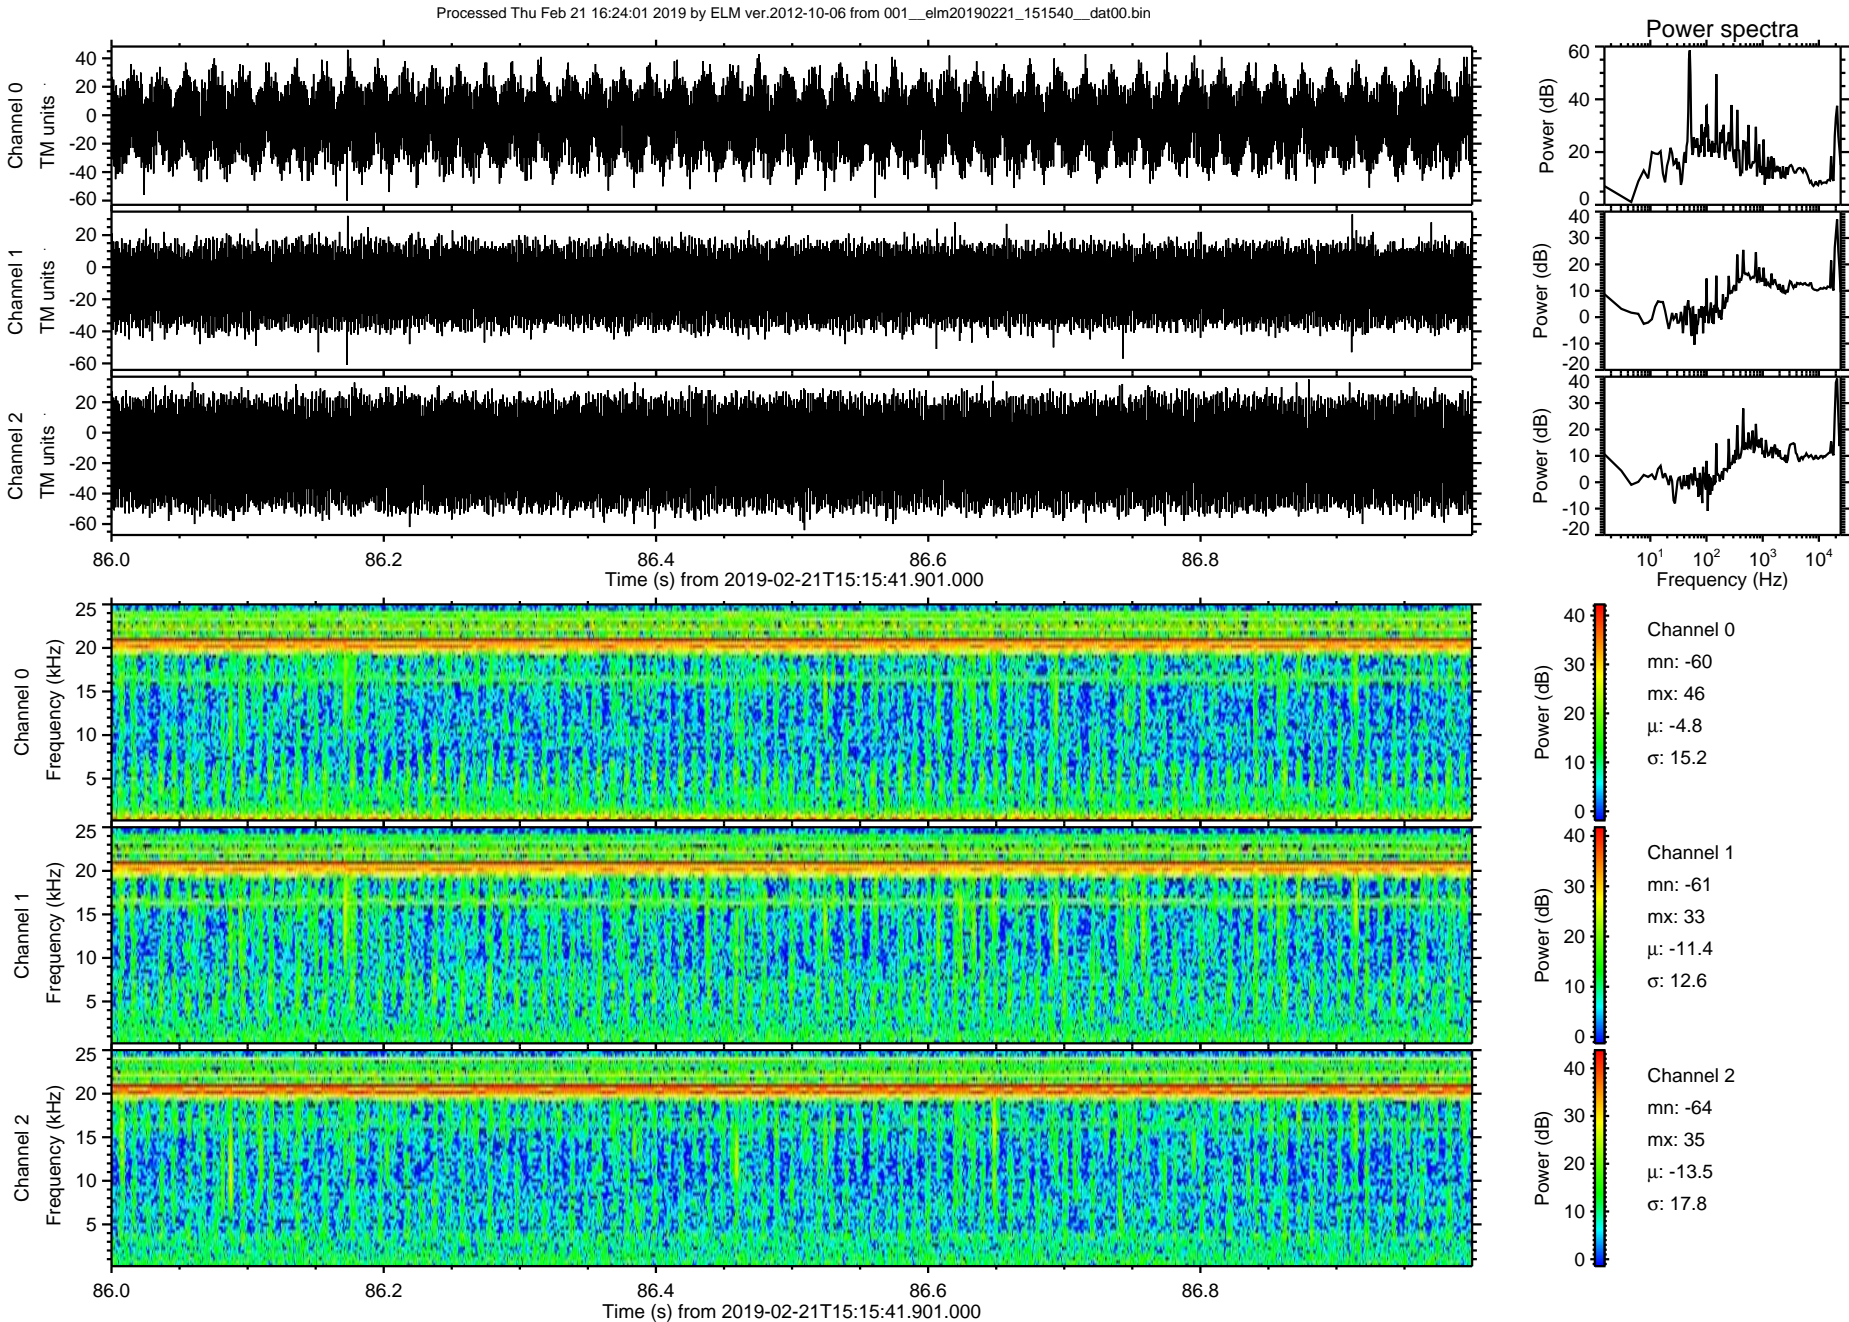 Processed Thu Feb 21 16:24:01 2019 by ELM ver.2012-10-06 from 001__elm20190221_151540__dat00.bin
Power spectra
Channel 0
TM units
40
20
0
-20
-40
-60
Power (dB)
60
40
20
0
Channel 1
TM units
20
0
-20
-40
-60
Power (dB)
40
30
20
10
0
-10
-20
Channel 2
TM units
20
0
-20
-40
-60
Power (dB)
40
30
20
10
0
-10
-20
86.0 86.2 86.4 86.6 86.8
Time (s) from 2019-02-21T15:15:41.901.000
10¹ 10² 10³ 10⁴
Frequency (Hz)
Channel 0
Frequency (kHz)
25
20
15
10
5
Power (dB)
40
30
20
10
0
Channel 0
mn: -60
mx: 46
μ: -4.8
σ: 15.2
Channel 1
Frequency (kHz)
25
20
15
10
5
Power (dB)
40
30
20
10
0
Channel 1
mn: -61
mx: 33
μ: -11.4
σ: 12.6
Channel 2
Frequency (kHz)
25
20
15
10
5
Power (dB)
40
30
20
10
0
Channel 2
mn: -64
mx: 35
μ: -13.5
σ: 17.8
86.0 86.2 86.4 86.6 86.8
Time (s) from 2019-02-21T15:15:41.901.000